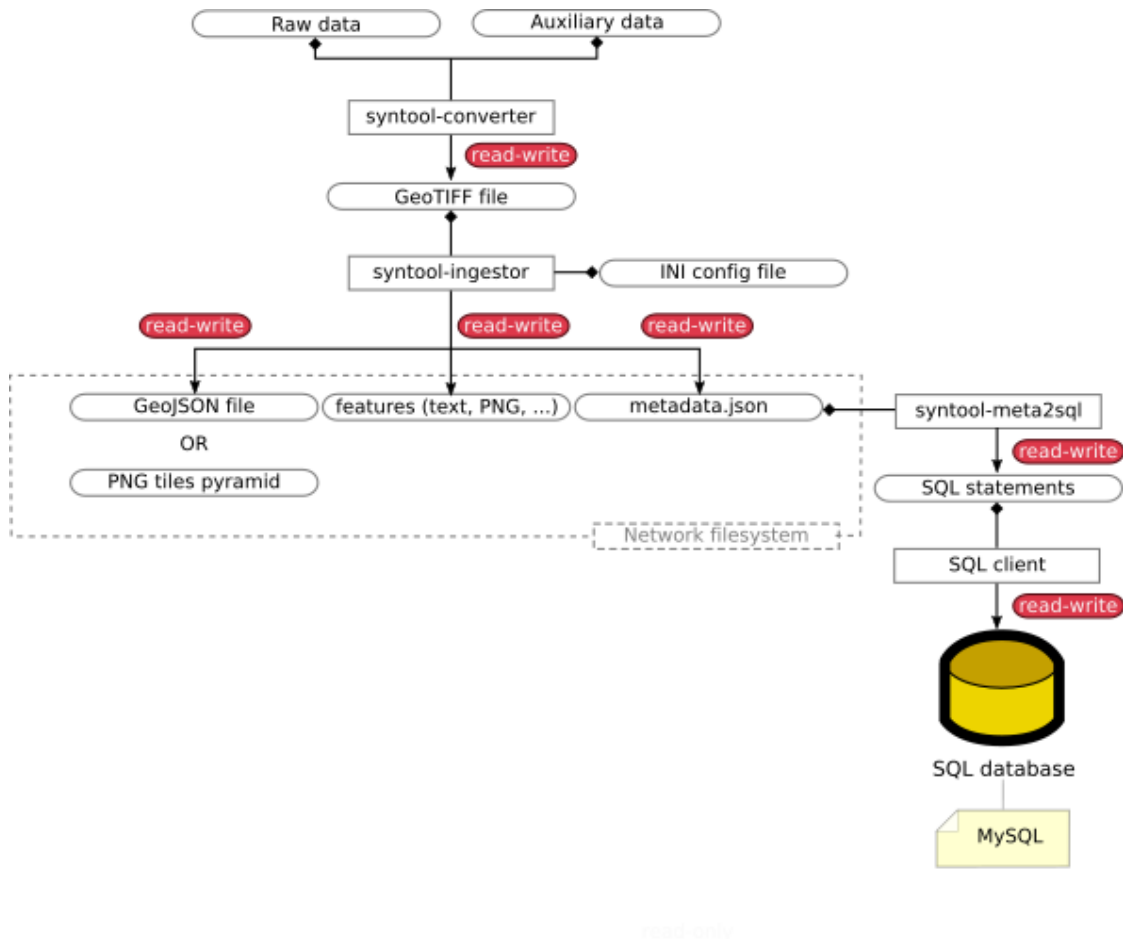 Raw data
Auxiliary data
syntool-converter
read-write
GeoTIFF file
syntool-ingestor
INI config file
read-write
read-write
read-write
GeoJSON file
features (text, PNG, ...)
metadata.json
syntool-meta2sql
OR
read-write
PNG tiles pyramid
SQL statements
Network filesystem
SQL client
read-write
SQL database
MySQL
read-only